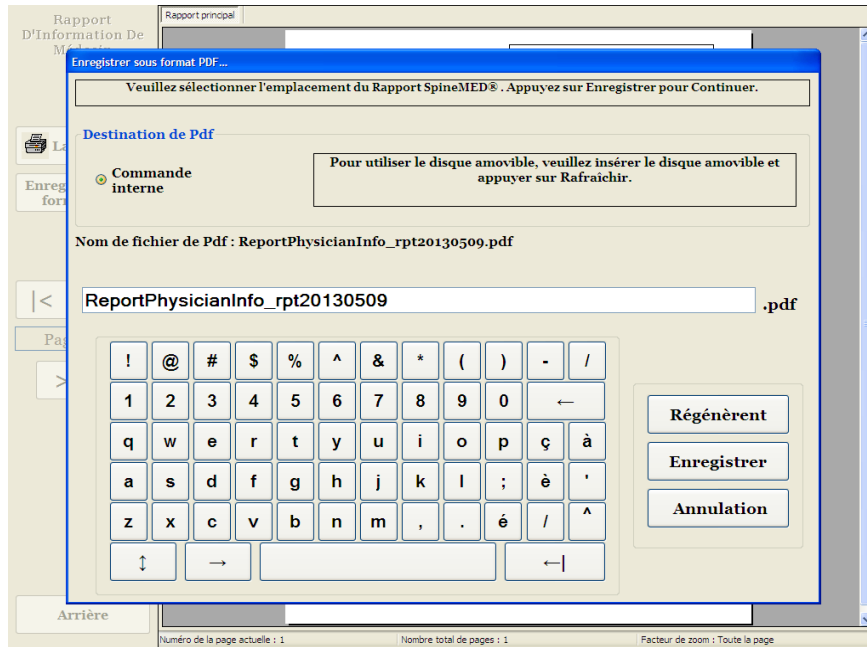 Rapport
D'Information De
Rapport principal
Enregistrer sous format PDF...
Veuillez sélectionner l'emplacement du Rapport SpineMED® . Appuyez sur Enregistrer pour Continuer.
Destination de Pdf
Commande
interne
Pour utiliser le disque amovible, veuillez insérer le disque amovible et
appuyer sur Rafraîchir.
Nom de fichier de Pdf : ReportPhysicianInfo_rpt20130509.pdf
ReportPhysicianInfo_rpt20130509
.pdf
! @ # $ % ^ & * ( ) - /
1 2 3 4 5 6 7 8 9 0 ←
q w e r t y u i o p ç à
a s d f g h j k l ; è '
z x c v b n m , . é / ^
↕ → ←|
Régénèrent
Enregistrer
Annulation
|<
>
Arrière
Numéro de la page actuelle : 1
Nombre total de pages : 1
Facteur de zoom : Toute la page